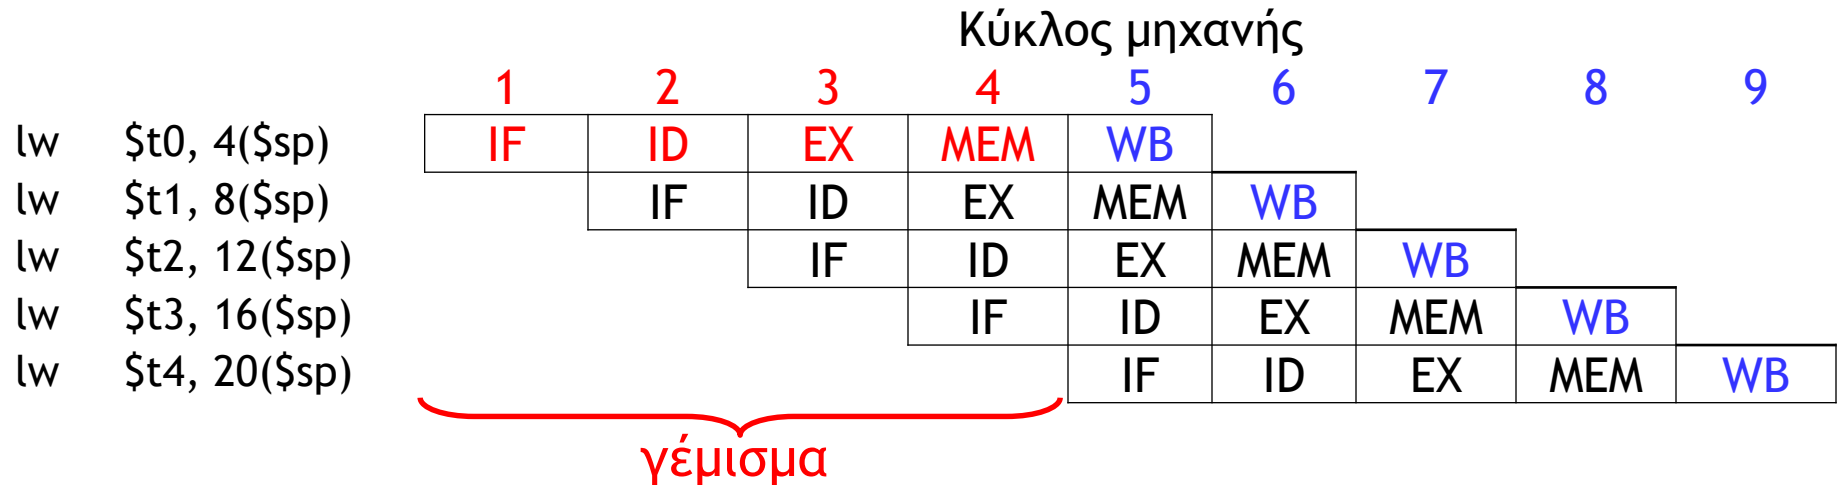 Κύκλος μηχανής
1 2 3 4 5 6 7 8 9
lw $t0, 4($sp) IF ID EX MEM WB
lw $t1, 8($sp) IF ID EX MEM WB
lw $t2, 12($sp) IF ID EX MEM WB
lw $t3, 16($sp) IF ID EX MEM WB
lw $t4, 20($sp) IF ID EX MEM WB
γέμισμα